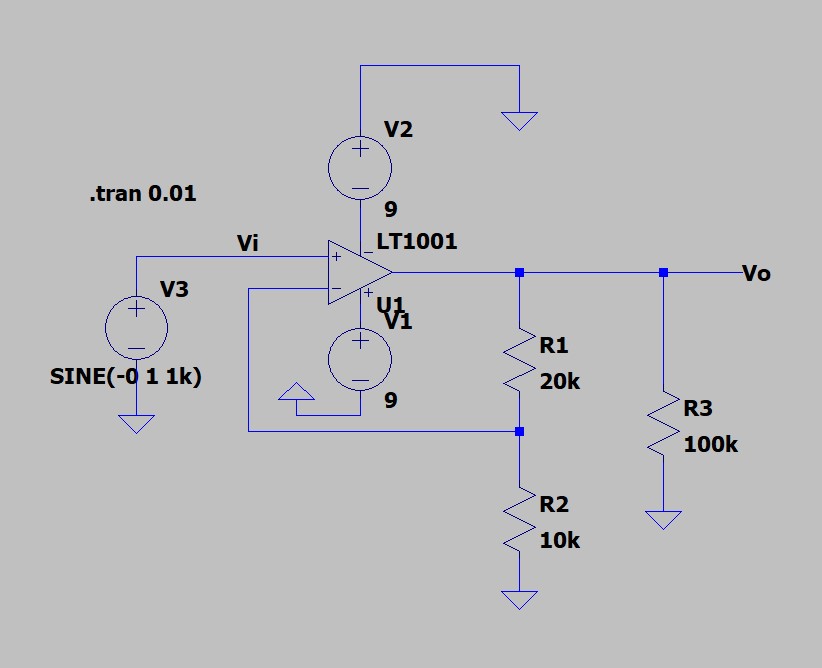 V2
.tran 0.01
9
Vi
LT1001
V3
Vo
U1
V1
R1
SINE(-0 1 1k)
20k
9
R3
100k
R2
10k